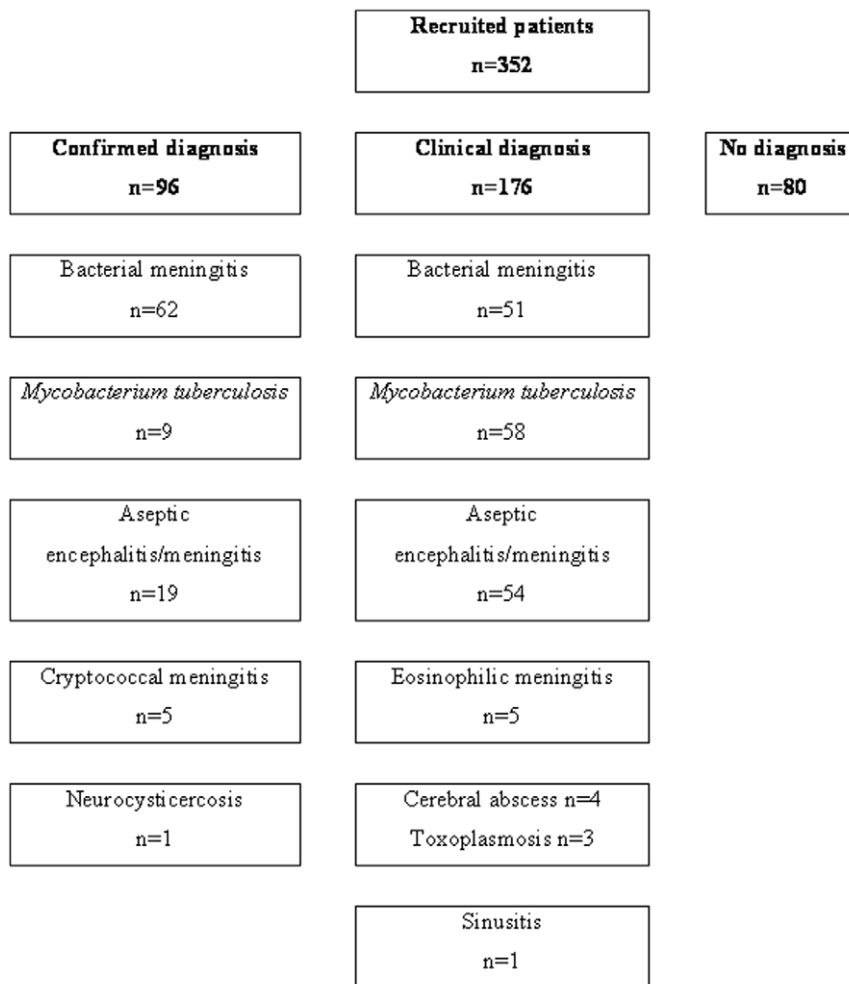 Recruited patients
n=352
Confirmed diagnosis
n=96
Clinical diagnosis
n=176
No diagnosis
n=80
Bacterial meningitis
n=62
Bacterial meningitis
n=51
Mycobacterium tuberculosis
n=9
Mycobacterium tuberculosis
n=58
Aseptic
encephalitis/meningitis
n=19
Aseptic
encephalitis/meningitis
n=54
Cryptococcal meningitis
n=5
Eosinophilic meningitis
n=5
Neurocysticercosis
n=1
Cerebral abscess n=4
Toxoplasmosis n=3
Sinusitis
n=1